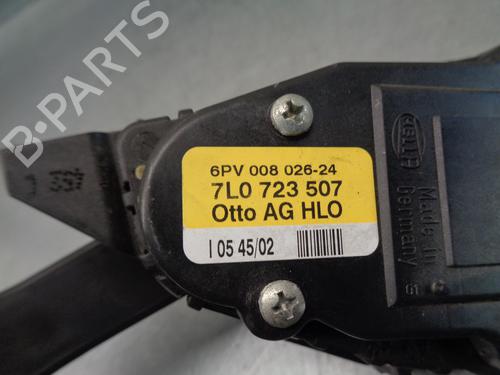 B-PARTS
6PV 008 026-24
7L0 723 507
Otto AG HLO
I 05 45/02
HELLA
Made in
Germany